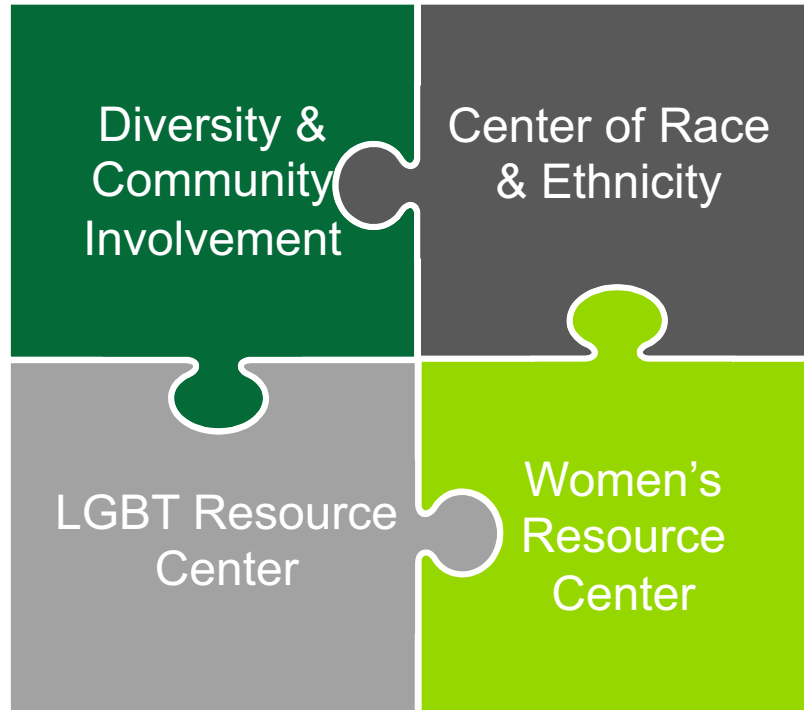 Diversity &
Community
Involvement
Center of Race
& Ethnicity
LGBT Resource
Center
Women’s
Resource
Center